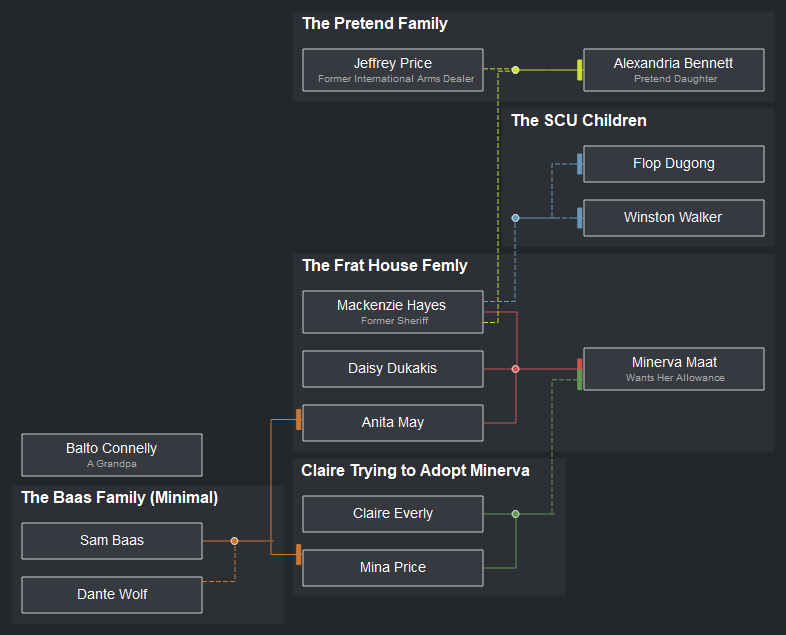 The Pretend Family
Jeffrey Price
Former International Arms Dealer
Alexandria Bennett
Pretend Daughter
The SCU Children
Flop Dugong
Winston Walker
The Frat House Femly
Mackenzie Hayes
Former Sheriff
Daisy Dukakis
Minerva Maat
Wants Her Allowance
Anita May
Balto Connelly
A Grandpa
Claire Trying to Adopt Minerva
The Baas Family (Minimal)
Claire Everly
Sam Baas
Mina Price
Dante Wolf